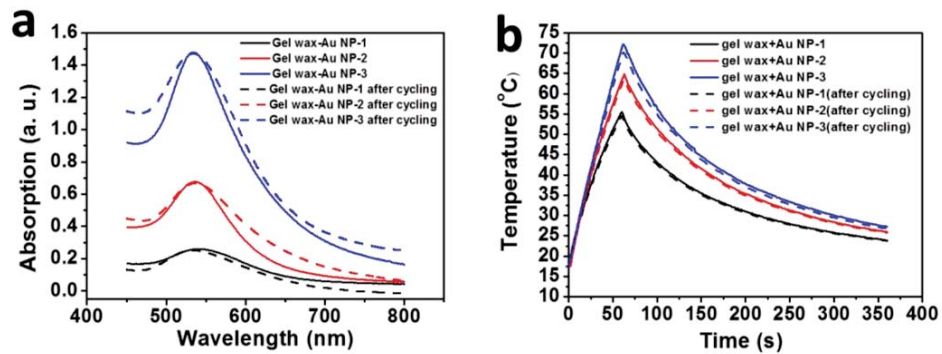 a
Absorption (a. u.)
1.6
1.4
1.2
1.0
0.8
0.6
0.4
0.2
0.0
Gel wax-Au NP-1
Gel wax-Au NP-2
Gel wax-Au NP-3
Gel wax-Au NP-1 after cycling
Gel wax-Au NP-2 after cycling
Gel wax-Au NP-3 after cycling
400 500 600 700 800
Wavelength (nm)
b
Temperature (°C)
75
70
65
60
55
50
45
40
35
30
25
20
15
10
gel wax+Au NP-1
gel wax+Au NP-2
gel wax+Au NP-3
gel wax+Au NP-1(after cycling)
gel wax+Au NP-2(after cycling)
gel wax+Au NP-3(after cycling)
0 50 100 150 200 250 300 350 400
Time (s)